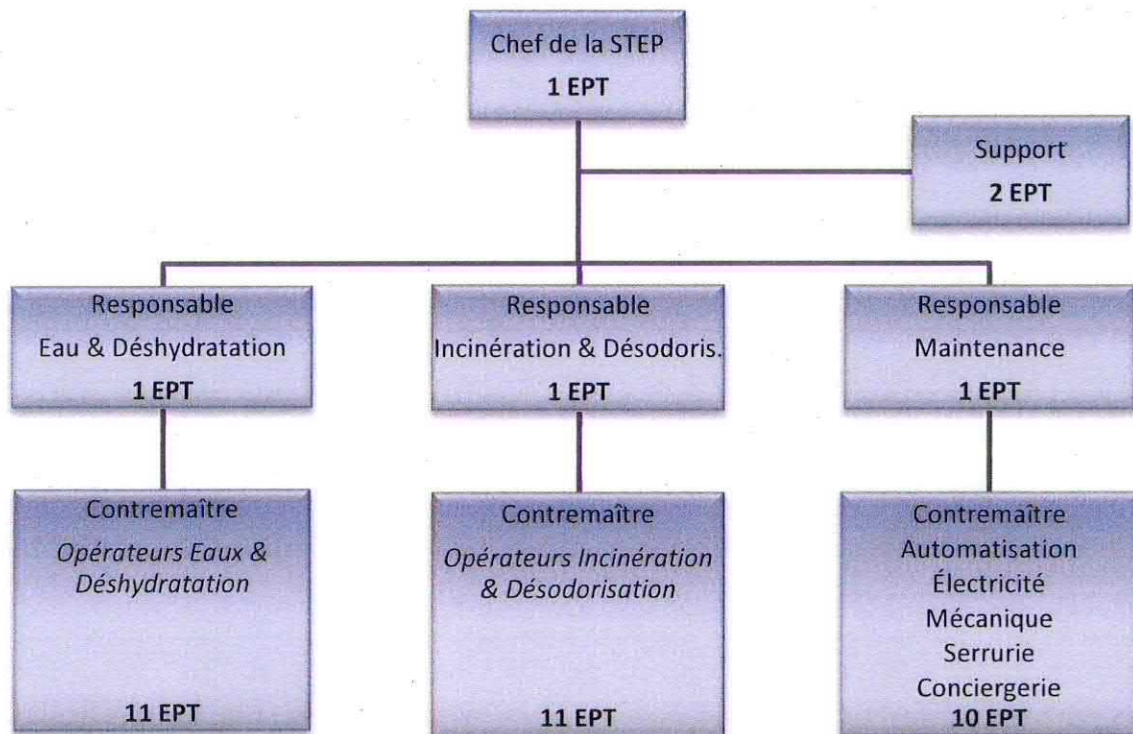 Chef de la STEP
1 EPT
Support
2 EPT
Responsable
Eau & Déshydratation
1 EPT
Responsable
Incinération & Désodoris.
1 EPT
Responsable
Maintenance
1 EPT
Contremaître
Opérateurs Eaux &
Déshydratation
11 EPT
Contremaître
Opérateurs Incinération
& Désodorisation
11 EPT
Contremaître
Automatisation
Électricité
Mécanique
Serrurie
Conciergerie
10 EPT